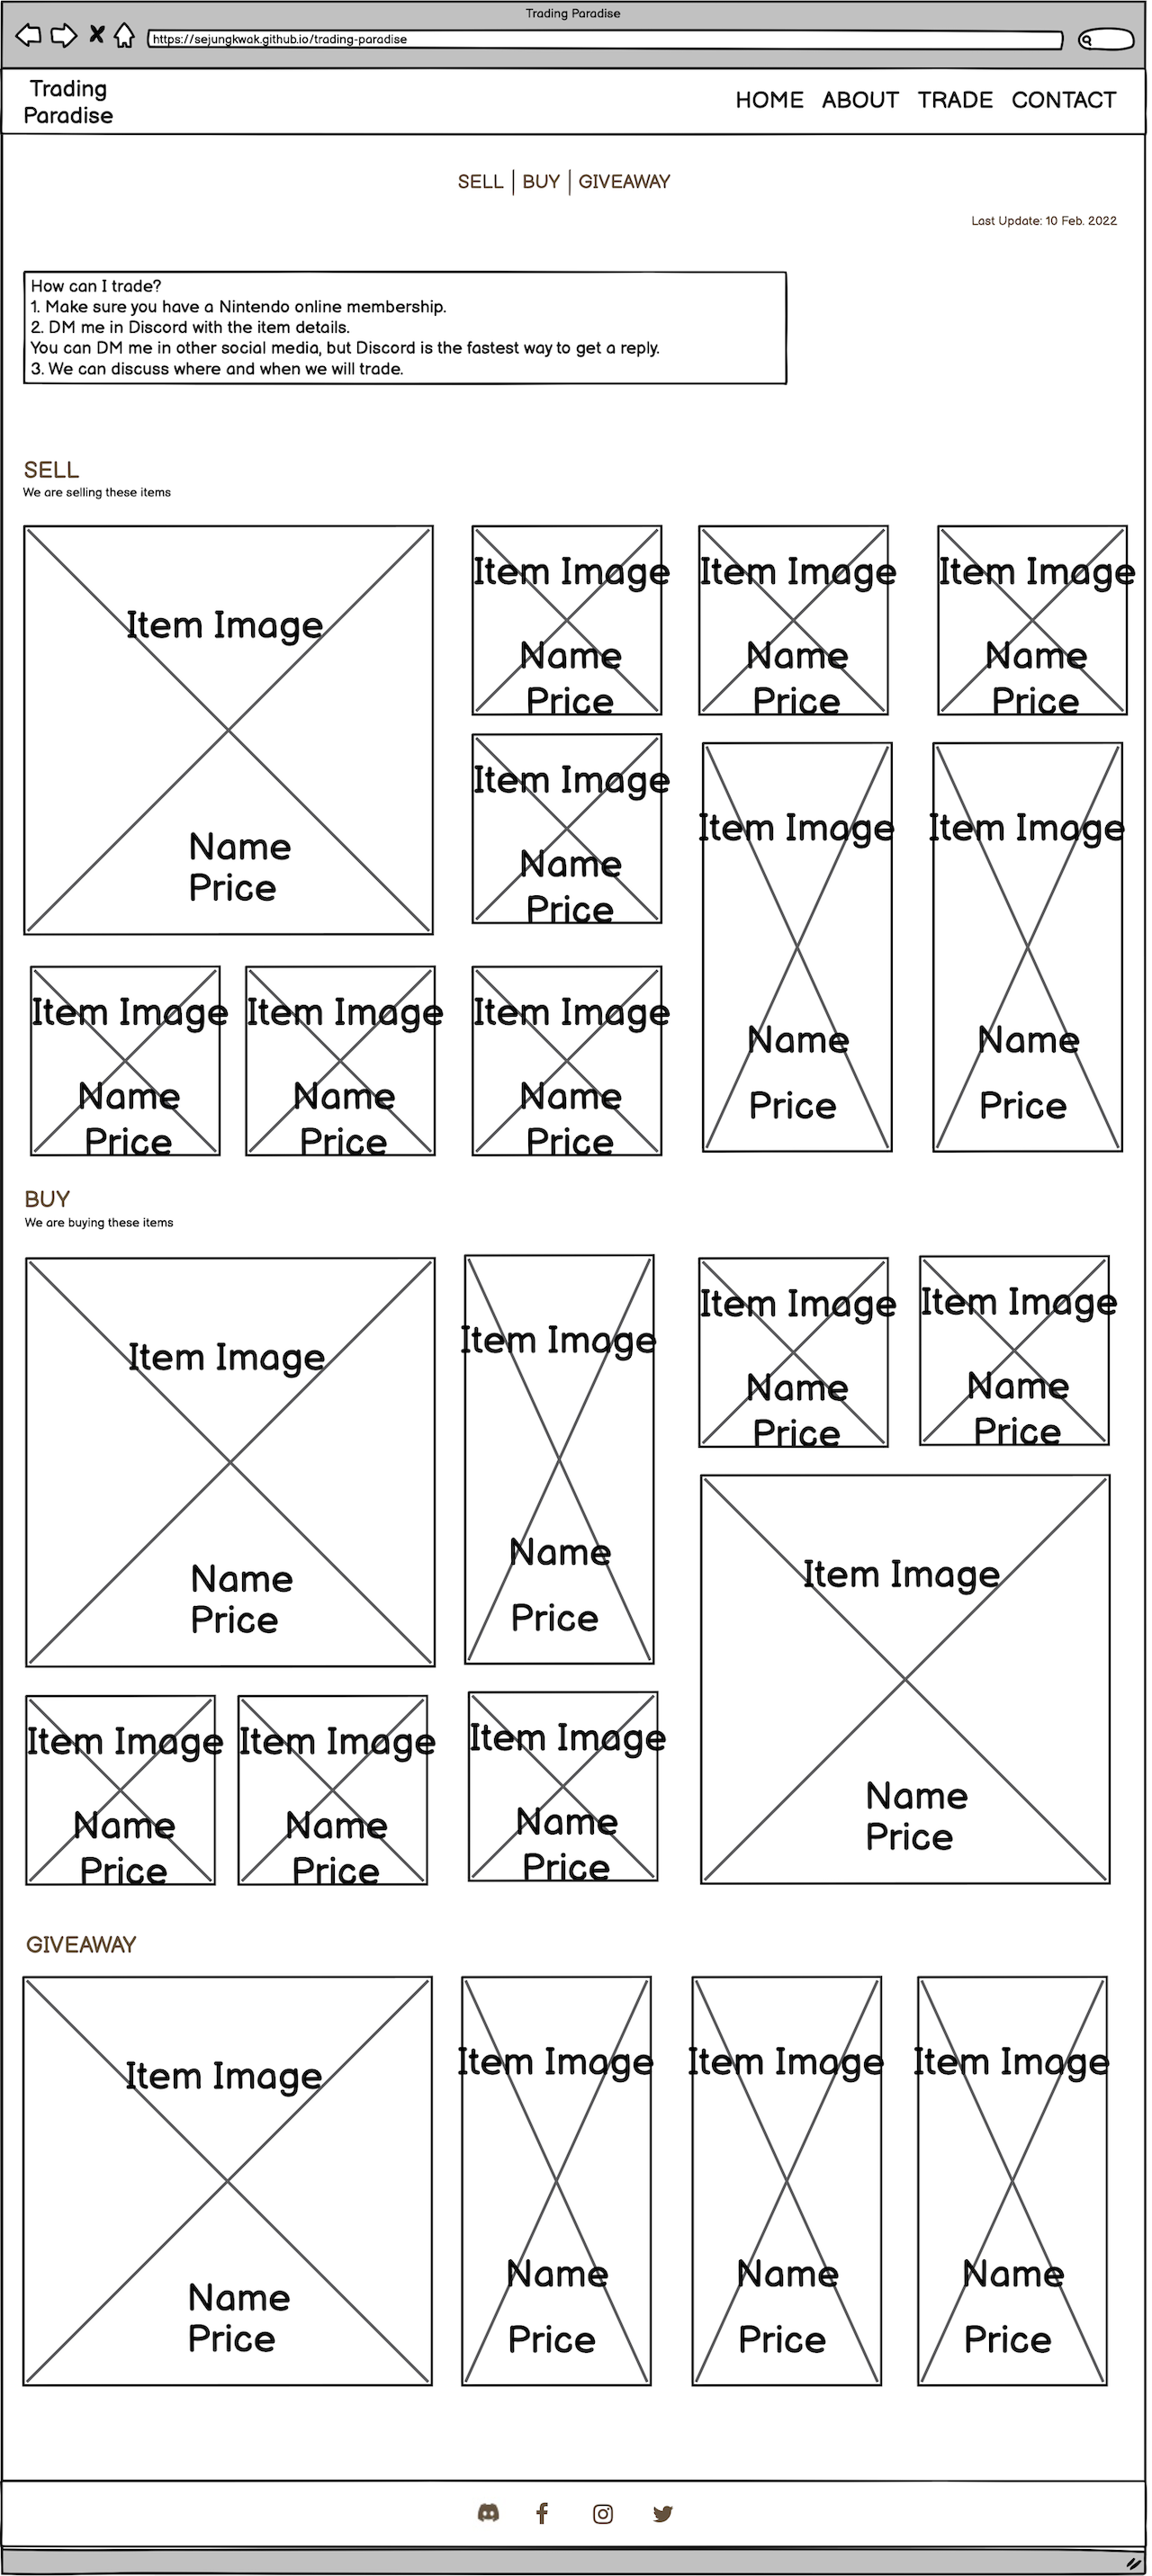 Trading Paradise
https://sejungkwak.github.io/trading-paradise
Trading
Paradise
HOME ABOUT TRADE CONTACT
SELL | BUY | GIVEAWAY
Last Update: 10 Feb. 2022
How can I trade?
1. Make sure you have a Nintendo online membership.
2. DM me in Discord with the item details.
You can DM me in other social media, but Discord is the fastest way to get a reply.
3. We can discuss where and when we will trade.
SELL
We are selling these items
Item Image
Name
Price
Item Image
Name
Price
Item Image
Name
Price
Item Image
Name
Price
Item Image
Name
Price
Item Image
Name
Price
Item Image
Name
Price
Item Image
Name
Price
Item Image
Name
Price
Item Image
Name
Price
BUY
We are buying these items
Item Image
Name
Price
Item Image
Name
Price
Item Image
Name
Price
Item Image
Name
Price
Item Image
Name
Price
Item Image
Name
Price
Item Image
Name
Price
Item Image
Name
Price
GIVEAWAY
Item Image
Name
Price
Item Image
Name
Price
Item Image
Name
Price
Item Image
Name
Price